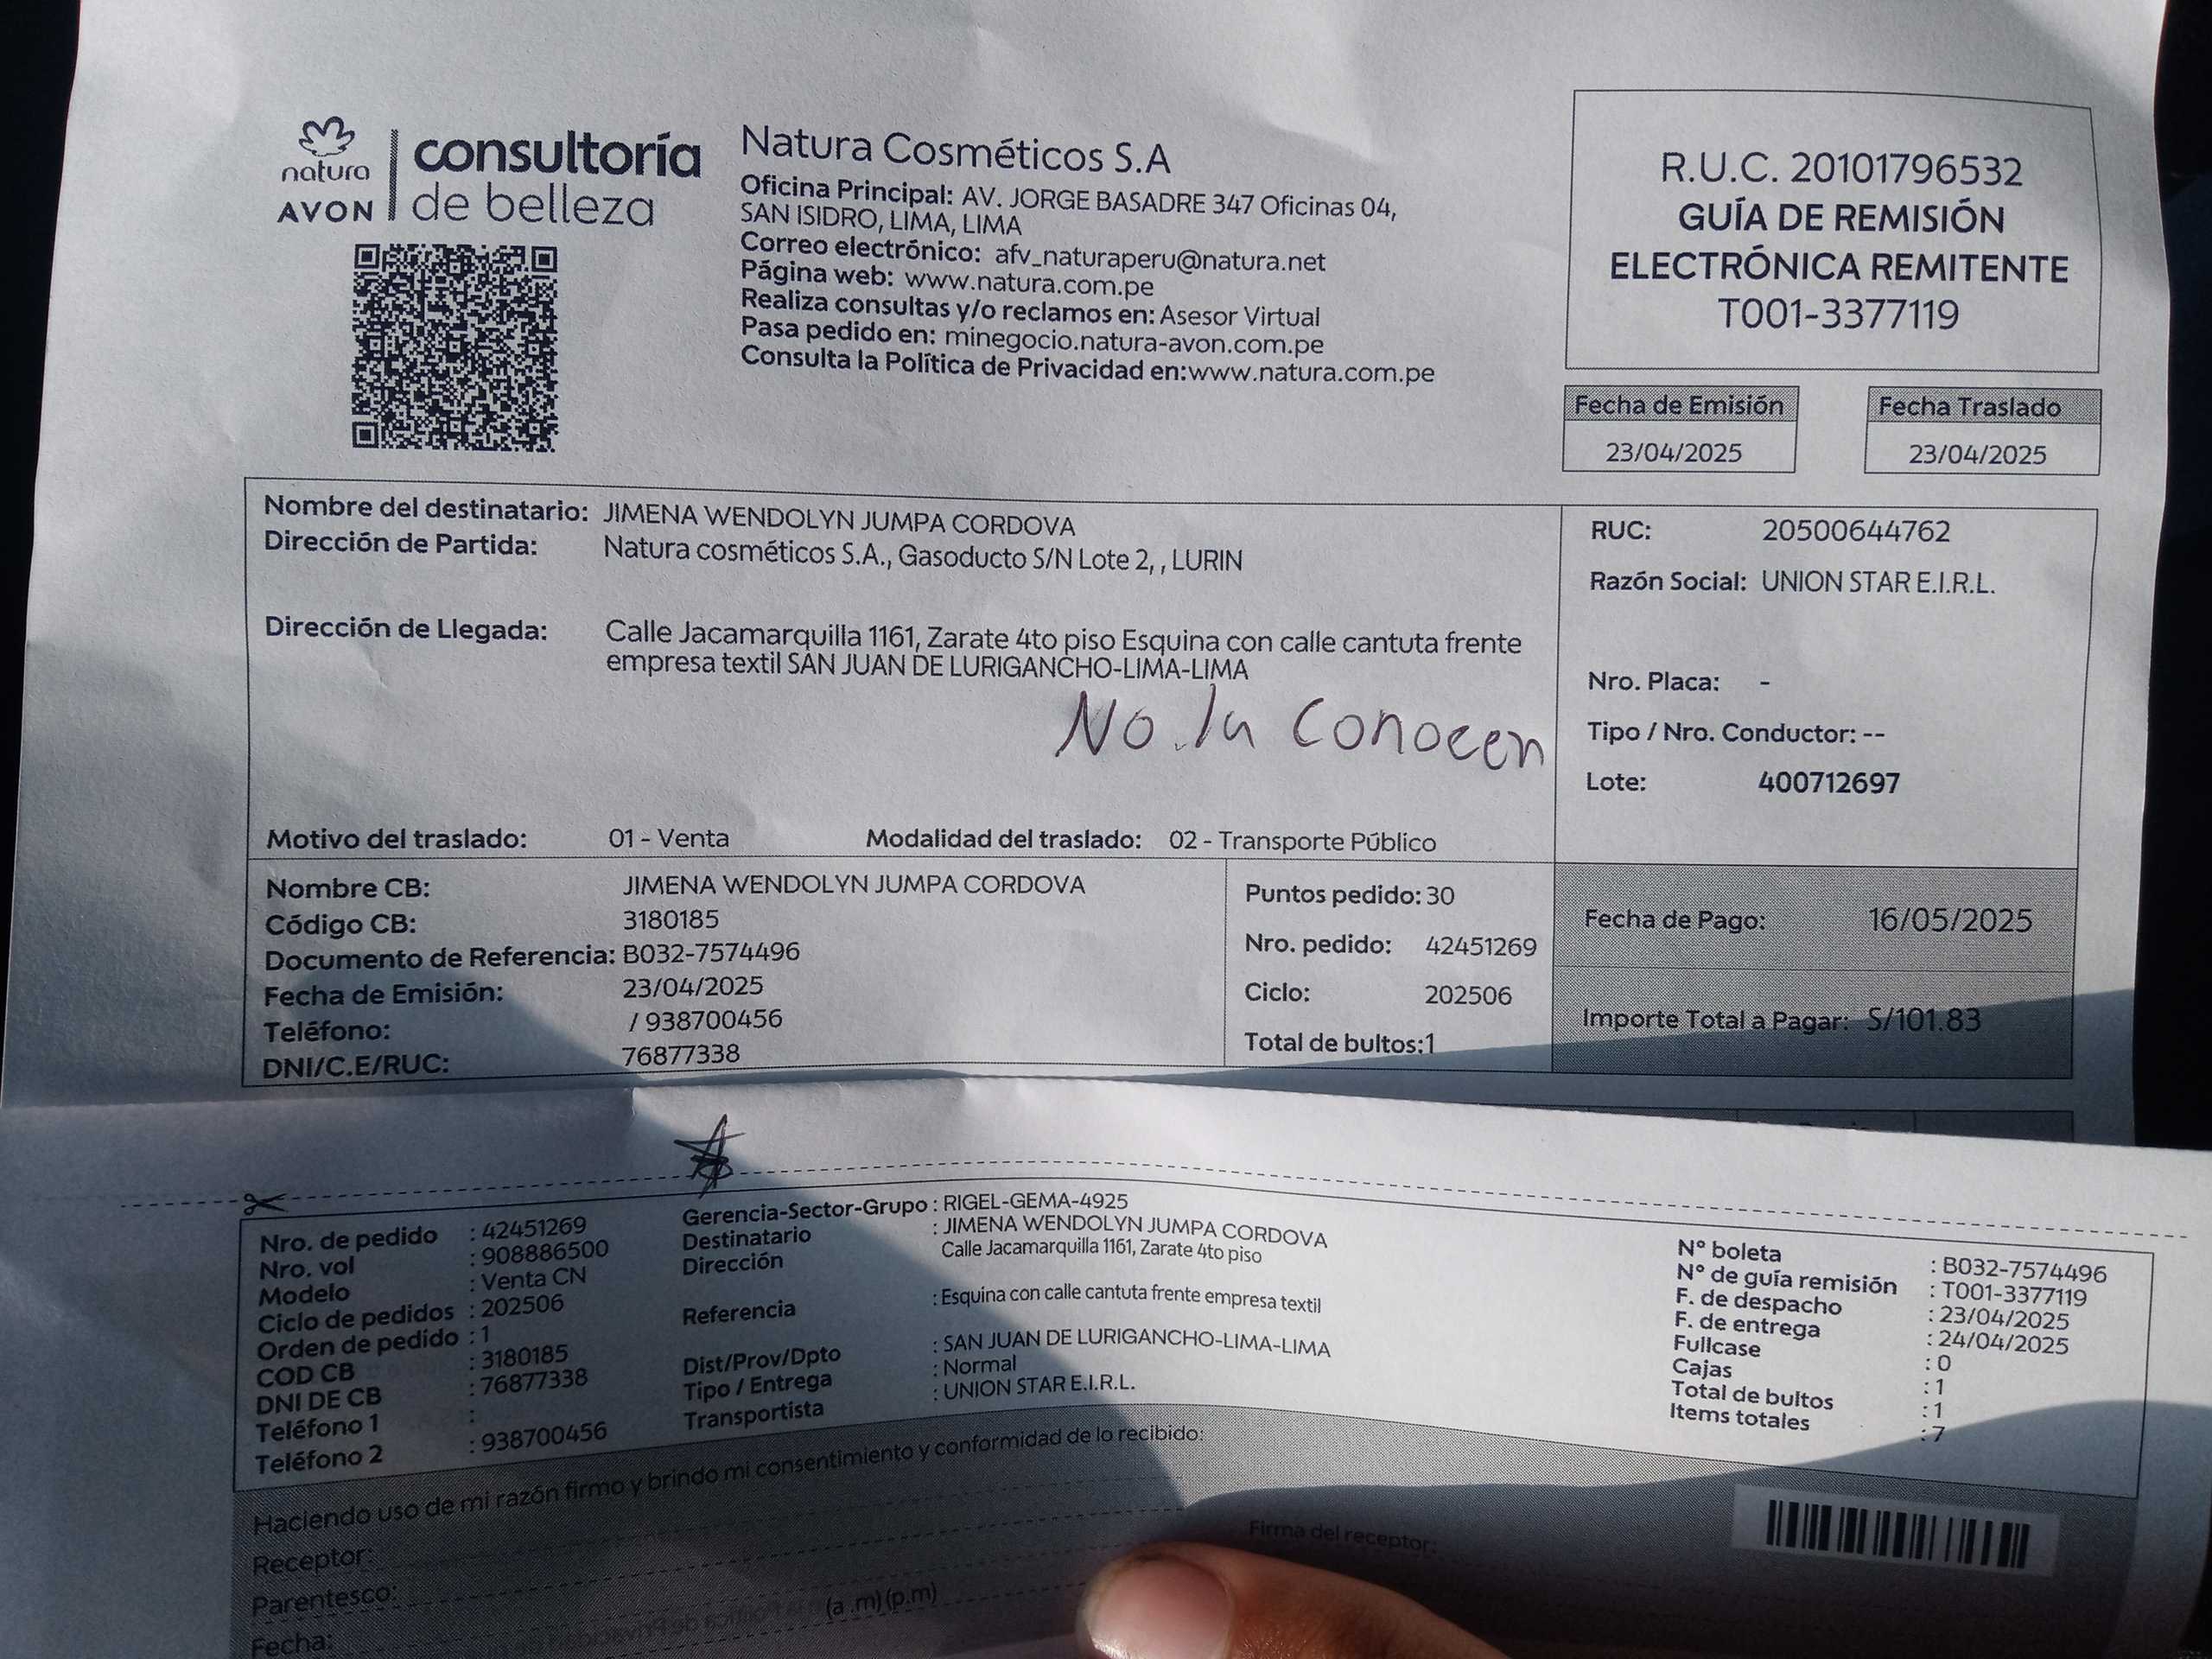 natura
AVON
consultoría
de belleza
Natura Cosméticos S.A
Oficina Principal: AV. JORGE BASADRE 347 Oficinas 04,
SAN ISIDRO, LIMA, LIMA
Correo electrónico: afv_naturaperu@natura.net
Página web: www.natura.com.pe
Realiza consultas y/o reclamos en: Asesor Virtual
Pasa pedido en: minegocio.natura-avon.com.pe
Consulta la Política de Privacidad en:www.natura.com.pe
R.U.C. 20101796532
GUÍA DE REMISIÓN
ELECTRÓNICA REMITENTE
T001-3377119
Fecha de Emisión
23/04/2025
Fecha Traslado
23/04/2025
Nombre del destinatario: JIMENA WENDOLYN JUMPA CORDOVA
Dirección de Partida: Natura cosméticos S.A., Gasoducto S/N Lote 2, , LURIN
Dirección de Llegada: Calle Jacamarquilla 1161, Zarate 4to piso Esquina con calle cantuta frente
empresa textil SAN JUAN DE LURIGANCHO-LIMA-LIMA
No la conocen
Motivo del traslado: 01 - Venta Modalidad del traslado: 02 - Transporte Público
RUC: 20500644762
Razón Social: UNION STAR E.I.R.L.
Nro. Placa: -
Tipo / Nro. Conductor: --
Lote: 400712697
Nombre CB: JIMENA WENDOLYN JUMPA CORDOVA
Código CB: 3180185
Documento de Referencia: B032-7574496
Fecha de Emisión: 23/04/2025
Teléfono: / 938700456
DNI/C.E/RUC: 76877338
Puntos pedido: 30
Nro. pedido: 42451269
Ciclo: 202506
Total de bultos:1
Fecha de Pago: 16/05/2025
Importe Total a Pagar: S/101.83
Nro. de pedido : 42451269
Nro. vol : 908886500
Modelo : Venta CN
Ciclo de pedidos : 202506
Orden de pedido : 1
COD CB : 3180185
DNI DE CB : 76877338
Teléfono 1 :
Teléfono 2 : 938700456
Gerencia-Sector-Grupo : RIGEL-GEMA-4925
Destinatario : JIMENA WENDOLYN JUMPA CORDOVA
Dirección Calle Jacamarquilla 1161, Zarate 4to piso
Referencia : Esquina con calle cantuta frente empresa textil
Dist/Prov/Dpto : SAN JUAN DE LURIGANCHO-LIMA-LIMA
Tipo / Entrega : Normal
Transportista : UNION STAR E.I.R.L.
N° boleta : B032-7574496
N° de guía remisión : T001-3377119
F. de despacho : 23/04/2025
F. de entrega : 24/04/2025
Fullcase : 0
Cajas : 1
Total de bultos : 1
Items totales : 7
Haciendo uso de mi razón firmo y brindo mi consentimiento y conformidad de lo recibido:
Receptor:
Parentesco:
Fecha:
(a .m) (p.m)
Firma del receptor: